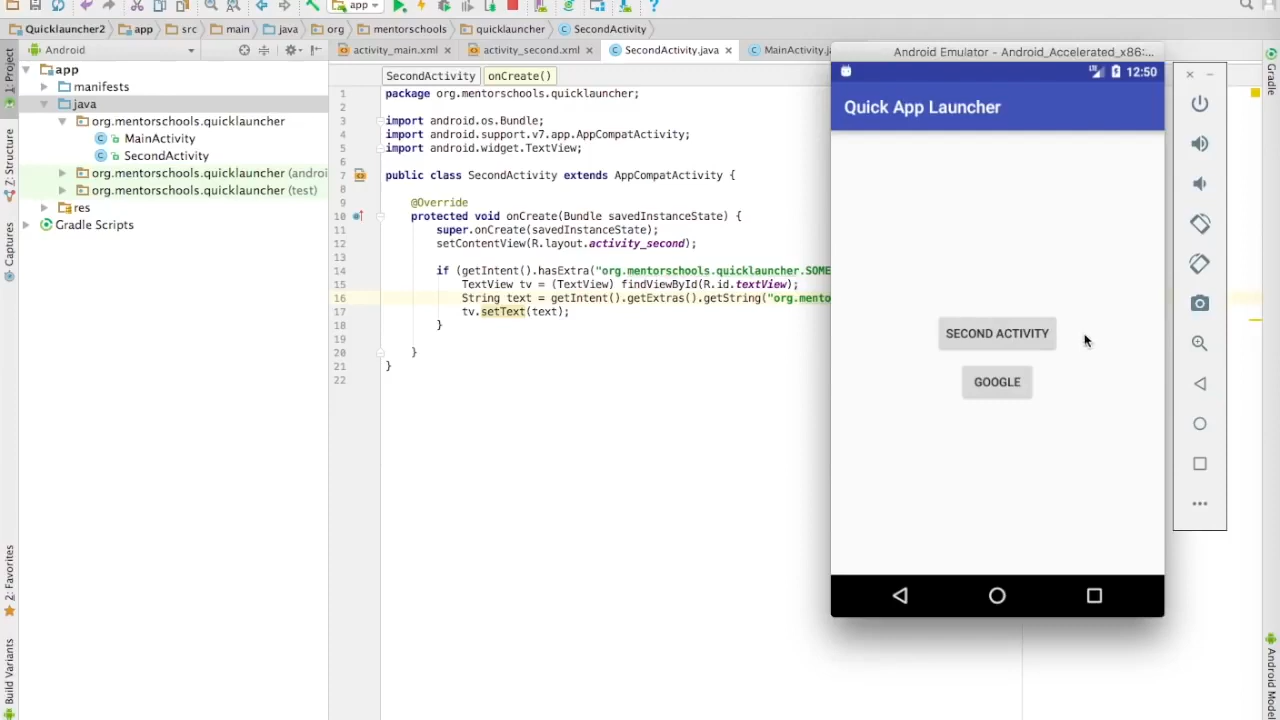 app
Quicklauncher2
app
src
main
java
org
mentorschools
quicklauncher
SecondActivity
Android
activity_main.xml
activity_second.xml
SecondActivity.java
MainActivity.j
Android Emulator - Android_Accelerated_x86:...
1: Project
Z: Structure
Captures
2: Favorites
Build Variants
Gradle
Android Mode
app
manifests
java
org.mentorschools.quicklauncher
MainActivity
SecondActivity
org.mentorschools.quicklauncher (androi
org.mentorschools.quicklauncher (test)
res
Gradle Scripts
SecondActivity
onCreate()
1 package org.mentorschools.quicklauncher;
2
3 import android.os.Bundle;
4 import android.support.v7.app.AppCompatActivity;
5 import android.widget.TextView;
6
7 public class SecondActivity extends AppCompatActivity {
8
9 @Override
10 protected void onCreate(Bundle savedInstanceState) {
11 super.onCreate(savedInstanceState);
12 setContentView(R.layout.activity_second);
13
14 if (getIntent().hasExtra("org.mentorschools.quicklauncher.SOME
15 TextView tv = (TextView) findViewById(R.id.textView);
16 String text = getIntent().getExtras().getString("org.mento
17 tv.setText(text);
18 }
19
20 }
21 }
22
LTE
12:50
Quick App Launcher
SECOND ACTIVITY
GOOGLE